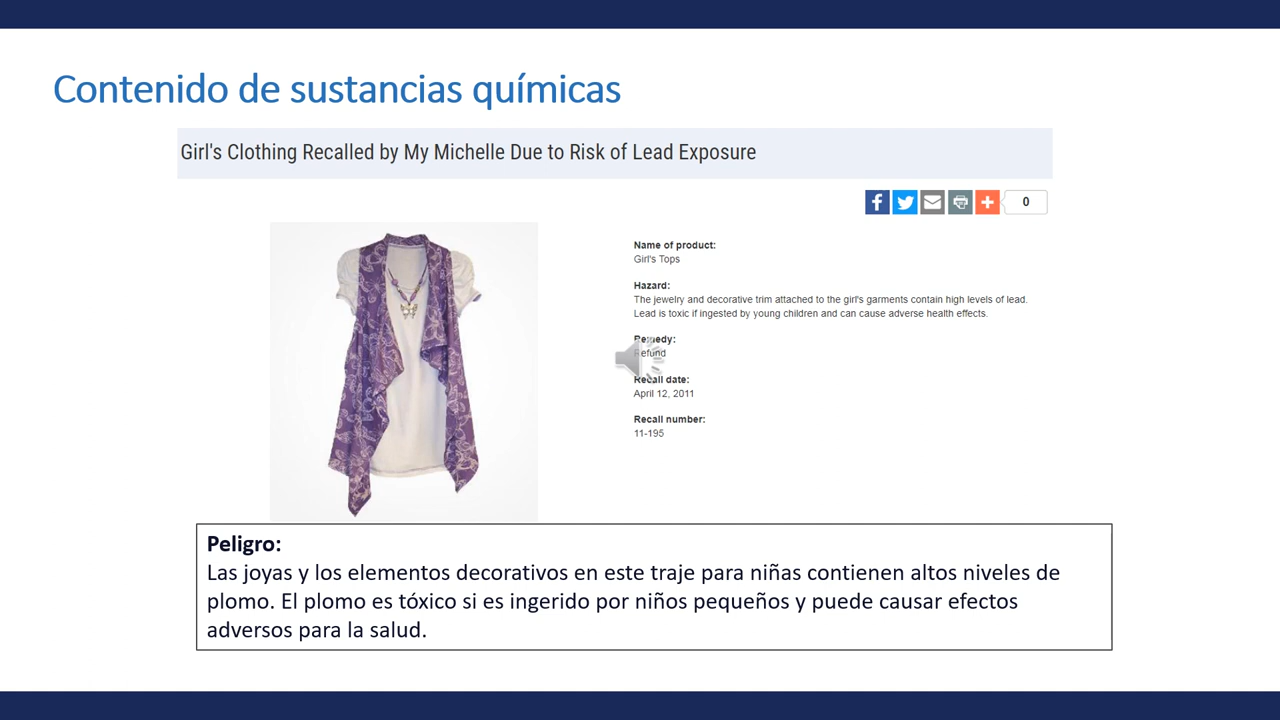 Contenido de sustancias químicas
Girl's Clothing Recalled by My Michelle Due to Risk of Lead Exposure
0
Name of product:
Girl's Tops
Hazard:
The jewelry and decorative trim attached to the girl's garments contain high levels of lead.
Lead is toxic if ingested by young children and can cause adverse health effects.
Remedy:
Refund
Recall date:
April 12, 2011
Recall number:
11-195
Peligro:
Las joyas y los elementos decorativos en este traje para niñas contienen altos niveles de
plomo. El plomo es tóxico si es ingerido por niños pequeños y puede causar efectos
adversos para la salud.